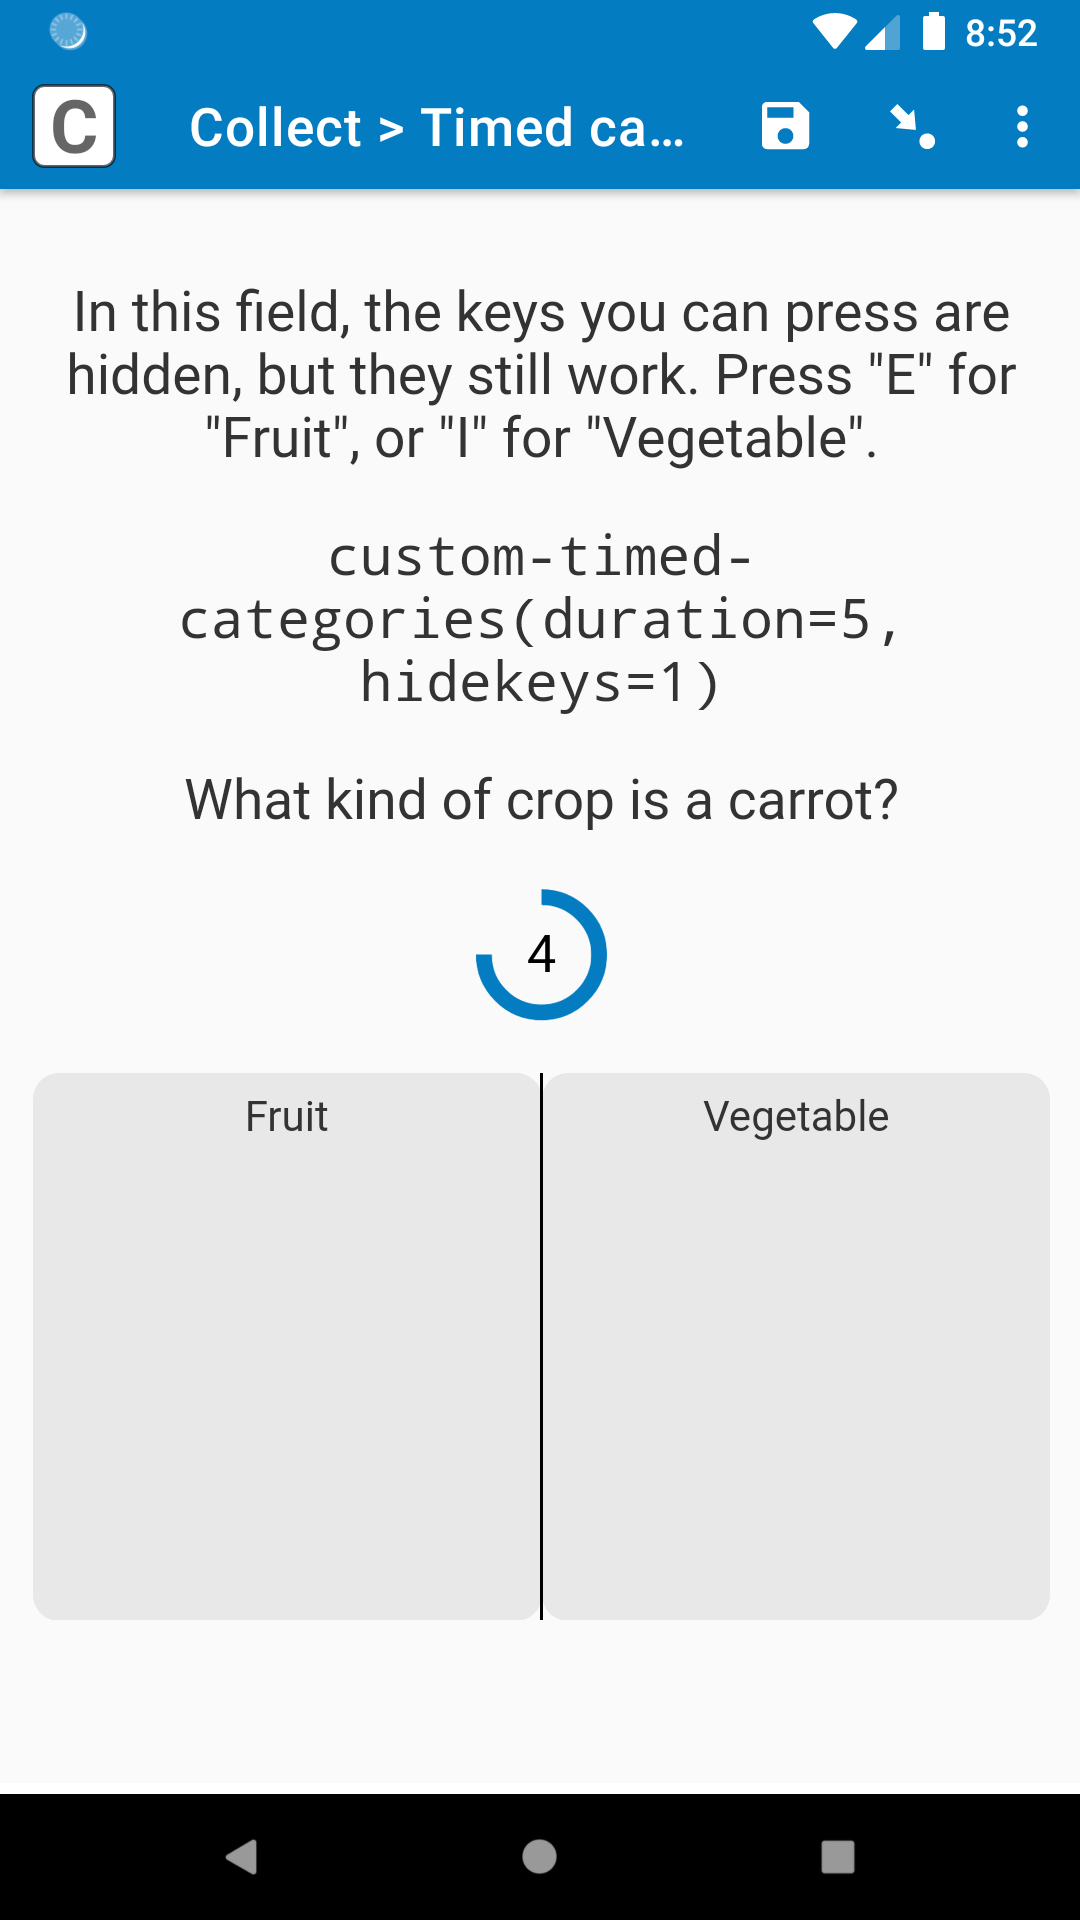 8:52
C
Collect > Timed ca...
In this field, the keys you can press are
hidden, but they still work. Press "E" for
"Fruit", or "I" for "Vegetable".
custom-timed-
categories(duration=5,
hidekeys=1)
What kind of crop is a carrot?
4
Fruit
Vegetable